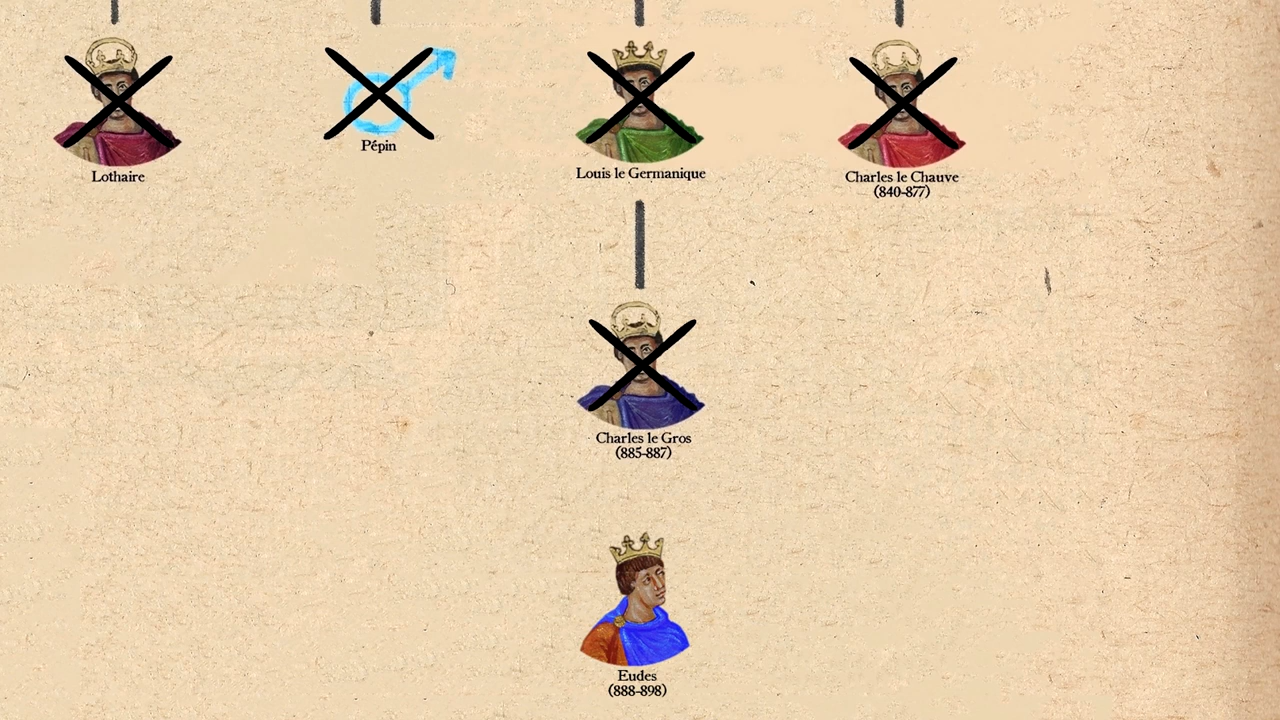 Lothaire
Pépin
Louis le Germanique
Charles le Chauve
(840-877)
Charles le Gros
(885-887)
Eudes
(888-898)